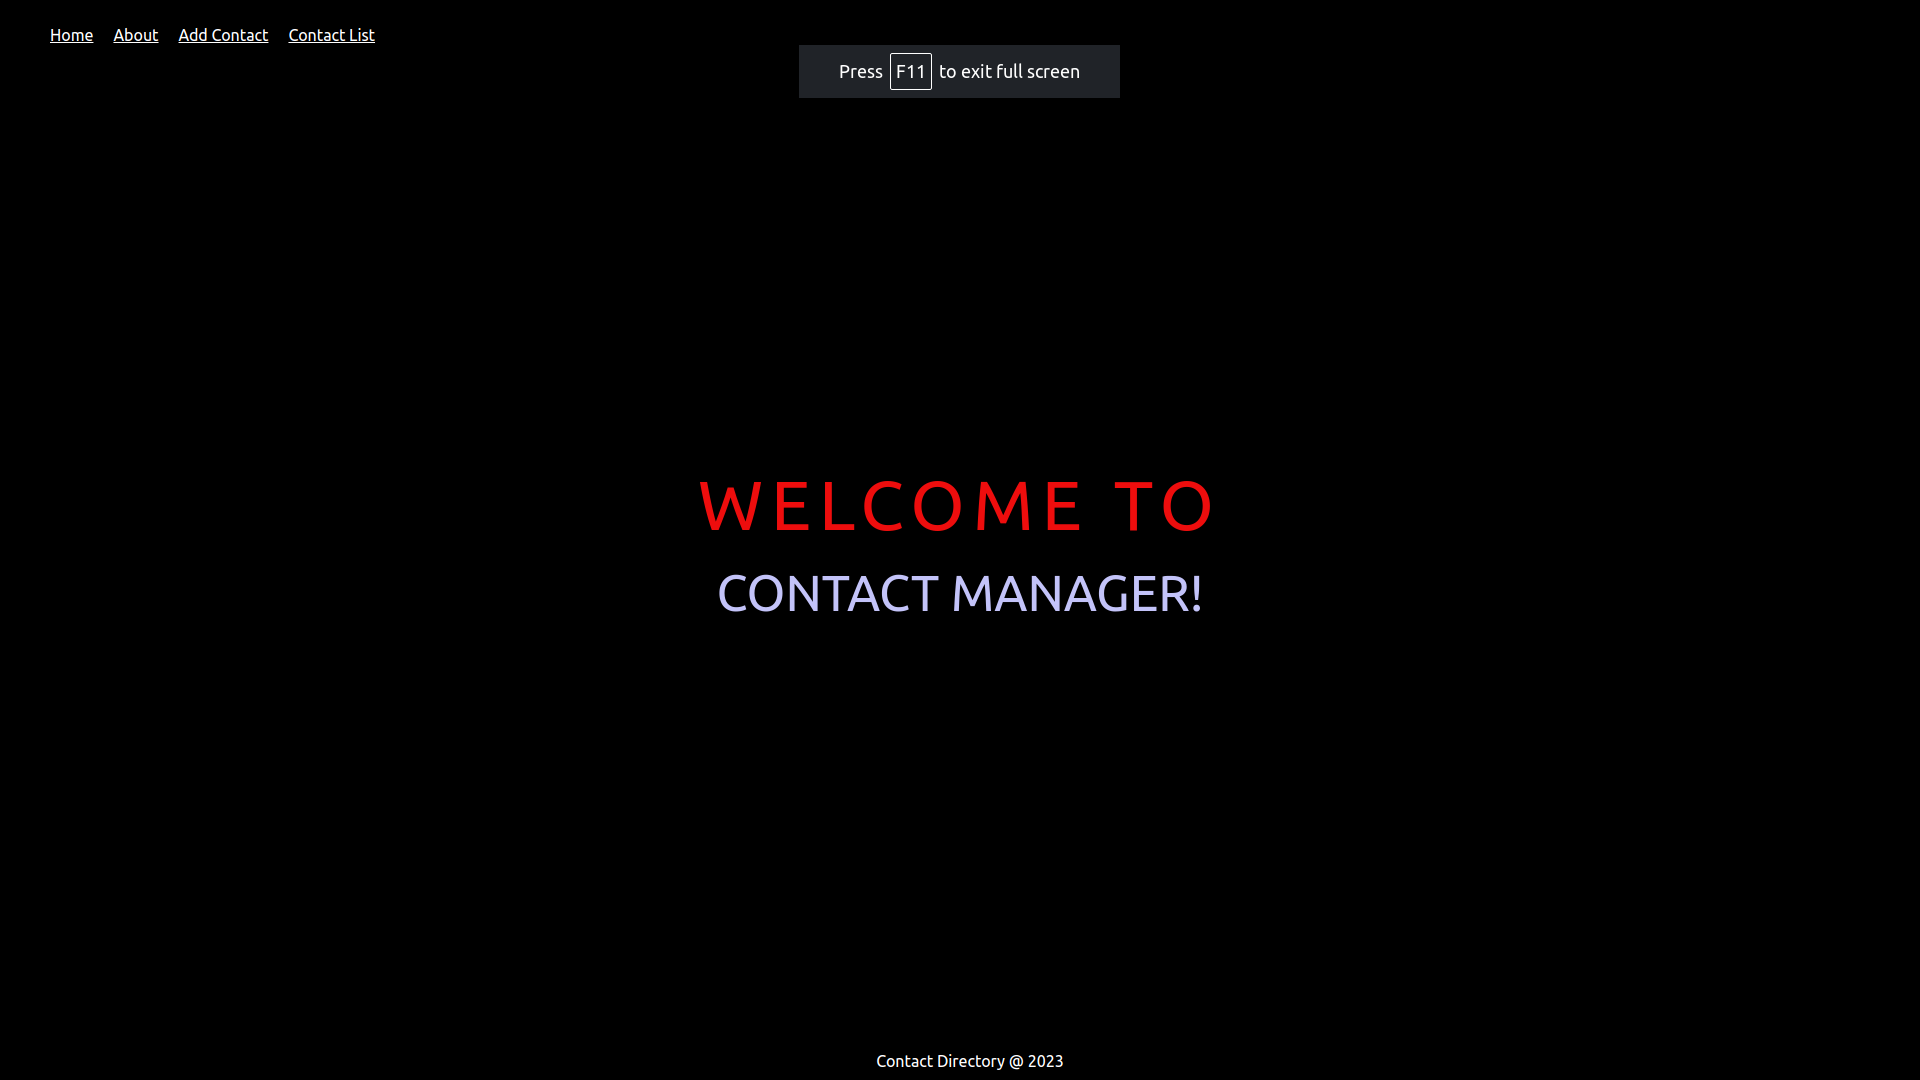 Home About Add Contact Contact List
Press F11 to exit full screen
WELCOME TO
CONTACT MANAGER!
Contact Directory @ 2023